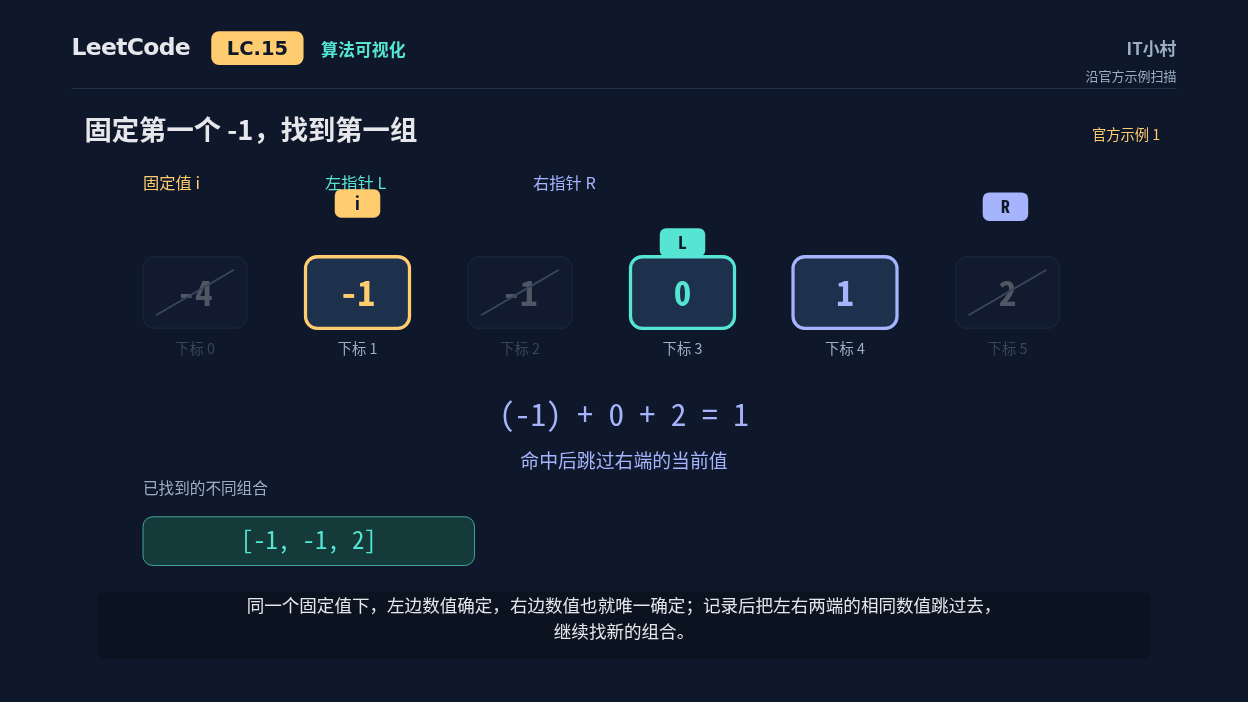 LeetCode LC.15 算法可视化
IT小村
沿官方示例扫描
固定第一个 -1，找到第一组
官方示例 1
固定值 i 左指针 L 右指针 R
i
R
L
-4 -1 -1 0 1 2
下标 0 下标 1 下标 2 下标 3 下标 4 下标 5
(-1) + 0 + 2 = 1
命中后跳过右端的当前值
已找到的不同组合
[-1, -1, 2]
同一个固定值下，左边数值确定，右边数值也就唯一确定；记录后把左右两端的相同数值跳过去，
继续找新的组合。